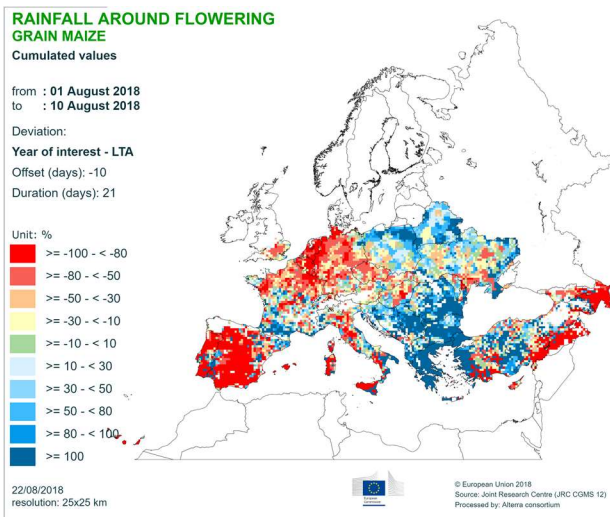 RAINFALL AROUND FLOWERING
GRAIN MAIZE
Cumulated values
from : 01 August 2018
to : 10 August 2018
Deviation:
Year of interest - LTA
Offset (days): -10
Duration (days): 21
Unit: %
>= -100 - < -80
>= -80 - < -50
>= -50 - < -30
>= -30 - < -10
>= -10 - < 10
>= 10 - < 30
>= 30 - < 50
>= 50 - < 80
>= 80 - < 100
>= 100
22/08/2018
resolution: 25x25 km
European
Commission
© European Union 2018
Source: Joint Research Centre (JRC CGMS 12)
Processed by: Alterra consortium